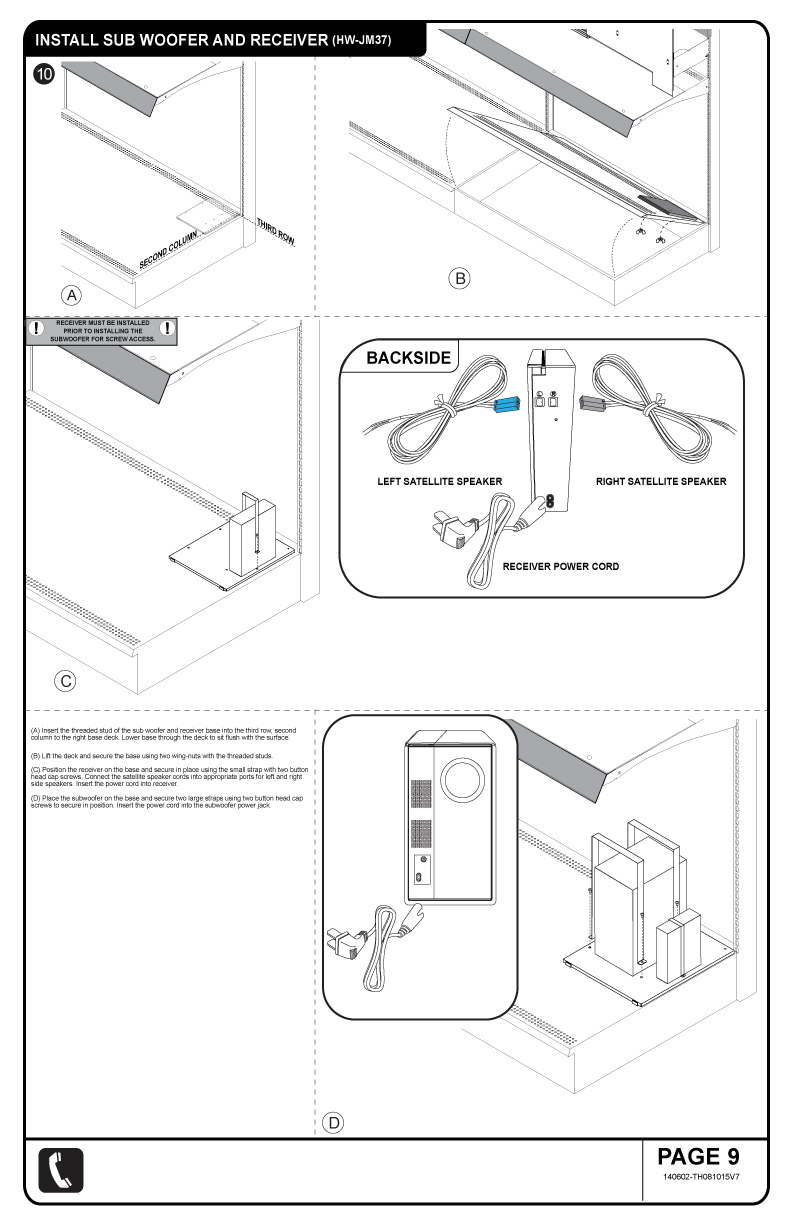 INSTALL SUB WOOFER AND RECEIVER (HW-JM37)
10
THIRD ROW
SECOND COLUMN
A
B
! RECEIVER MUST BE INSTALLED !
PRIOR TO INSTALLING THE
SUBWOOFER FOR SCREW ACCESS.
C
BACKSIDE
L R
LEFT SATELLITE SPEAKER
RIGHT SATELLITE SPEAKER
RECEIVER POWER CORD
(A) Insert the threaded stud of the sub woofer and receiver base into the third row, second
column to the right base deck. Lower base through the deck to sit flush with the surface.
(B) Lift the deck and secure the base using two wing-nuts with the threaded studs.
(C) Position the receiver on the base and secure in place using the small strap with two button
head cap screws. Connect the satellite speaker cords into appropriate ports for left and right
side speakers. Insert the power cord into receiver.
(D) Place the subwoofer on the base and secure two large straps using two button head cap
screws to secure in position. Insert the power cord into the subwoofer power jack.
D
PAGE 9
140602-TH081015V7